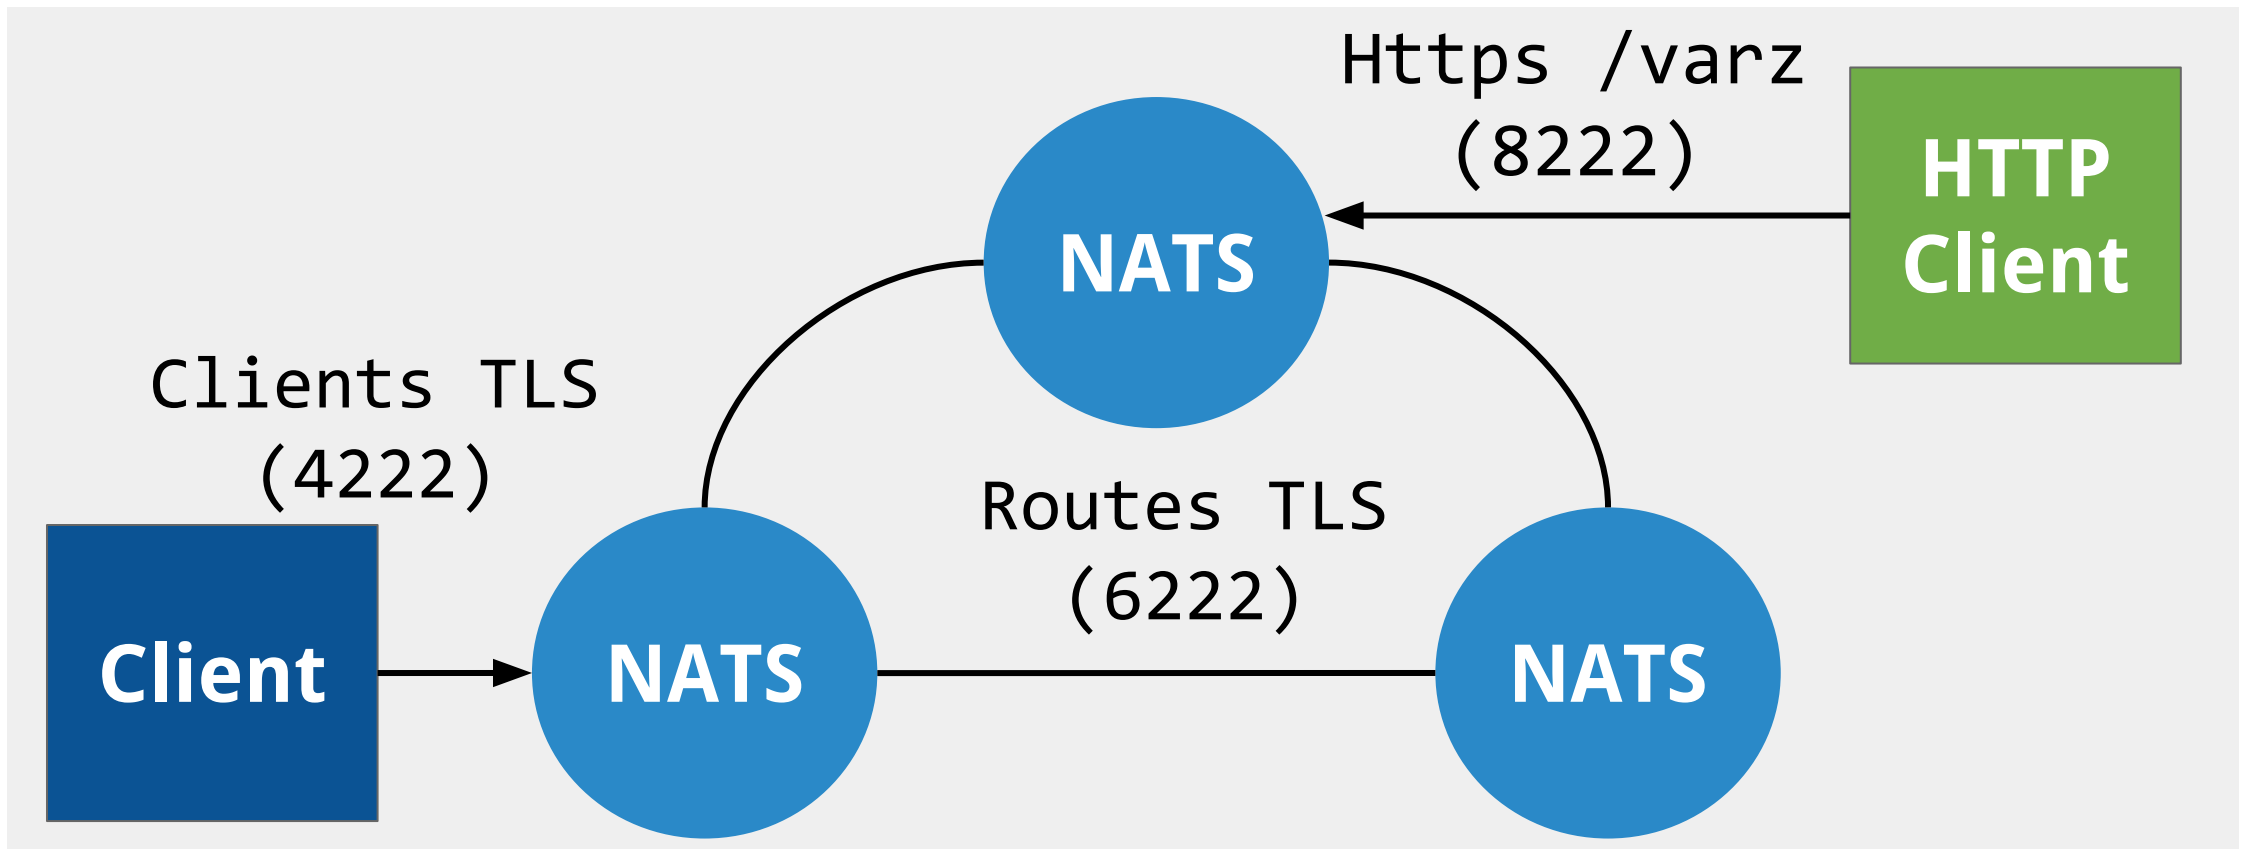 Https /varz
(8222)
HTTP
Client
NATS
Clients TLS
(4222)
Routes TLS
(6222)
Client
NATS
NATS